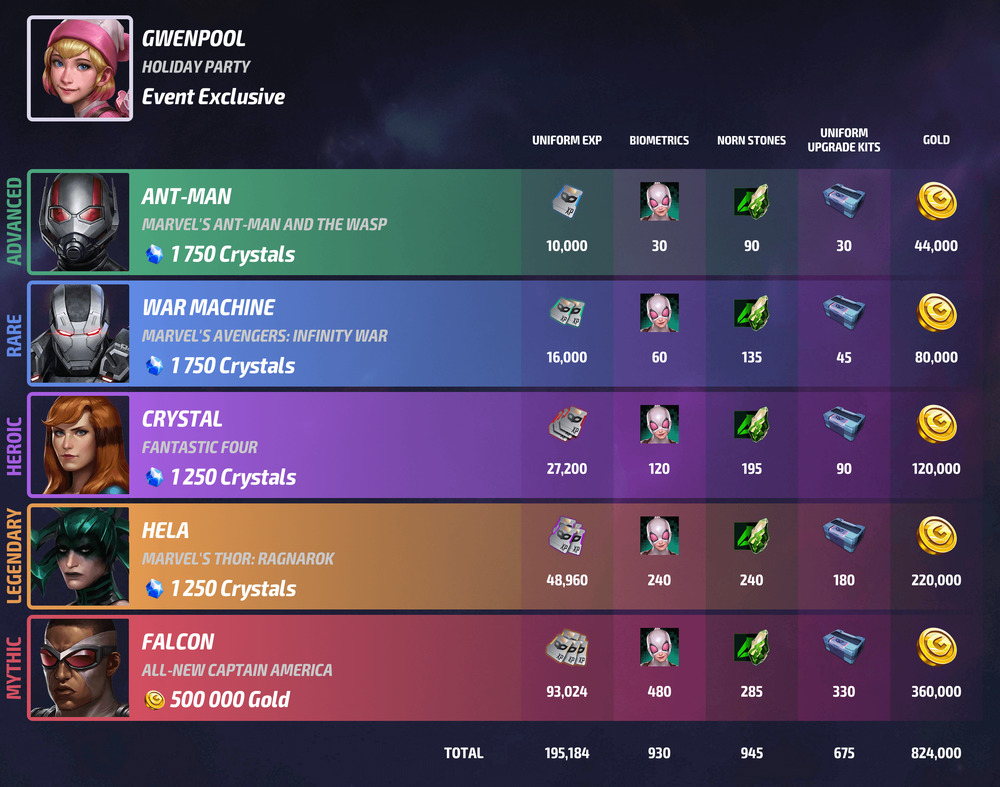 GWENPOOL
HOLIDAY PARTY
Event Exclusive
UNIFORM EXP BIOMETRICS NORN STONES UNIFORM UPGRADE KITS GOLD
ADVANCED
ANT-MAN
MARVEL'S ANT-MAN AND THE WASP
1 750 Crystals
10,000 30 90 30 44,000
RARE
WAR MACHINE
MARVEL'S AVENGERS: INFINITY WAR
1 750 Crystals
16,000 60 135 45 80,000
HEROIC
CRYSTAL
FANTASTIC FOUR
1 250 Crystals
27,200 120 195 90 120,000
LEGENDARY
HELA
MARVEL'S THOR: RAGNAROK
1 250 Crystals
48,960 240 240 180 220,000
MYTHIC
FALCON
ALL-NEW CAPTAIN AMERICA
500 000 Gold
93,024 480 285 330 360,000
TOTAL 195,184 930 945 675 824,000